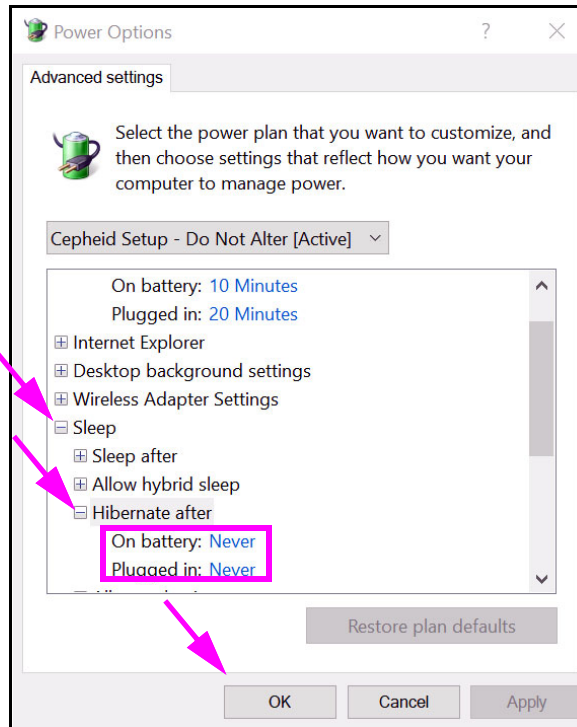 Power Options
?
Advanced settings
Select the power plan that you want to customize, and
then choose settings that reflect how you want your
computer to manage power.
Cepheid Setup - Do Not Alter [Active]
On battery: 10 Minutes
Plugged in: 20 Minutes
Internet Explorer
Desktop background settings
Wireless Adapter Settings
Sleep
Sleep after
Allow hybrid sleep
Hibernate after
On battery: Never
Plugged in: Never
Restore plan defaults
OK Cancel Apply